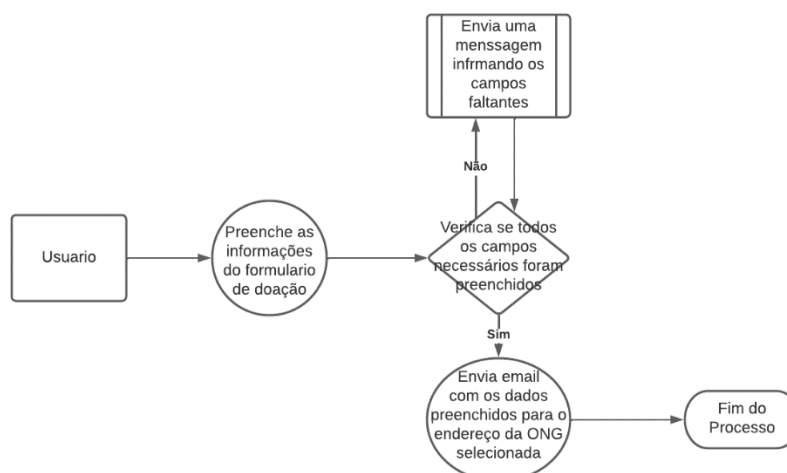 Envia uma
menssagem
infrmando os
campos
faltantes
Não
Usuario
Preenche as
informações
do formulario
de doação
Verifica se todos
os campos
necessários foram
preenchidos
Sim
Envia email
com os dados
preenchidos para o
endereço da ONG
selecionada
Fim do
Processo